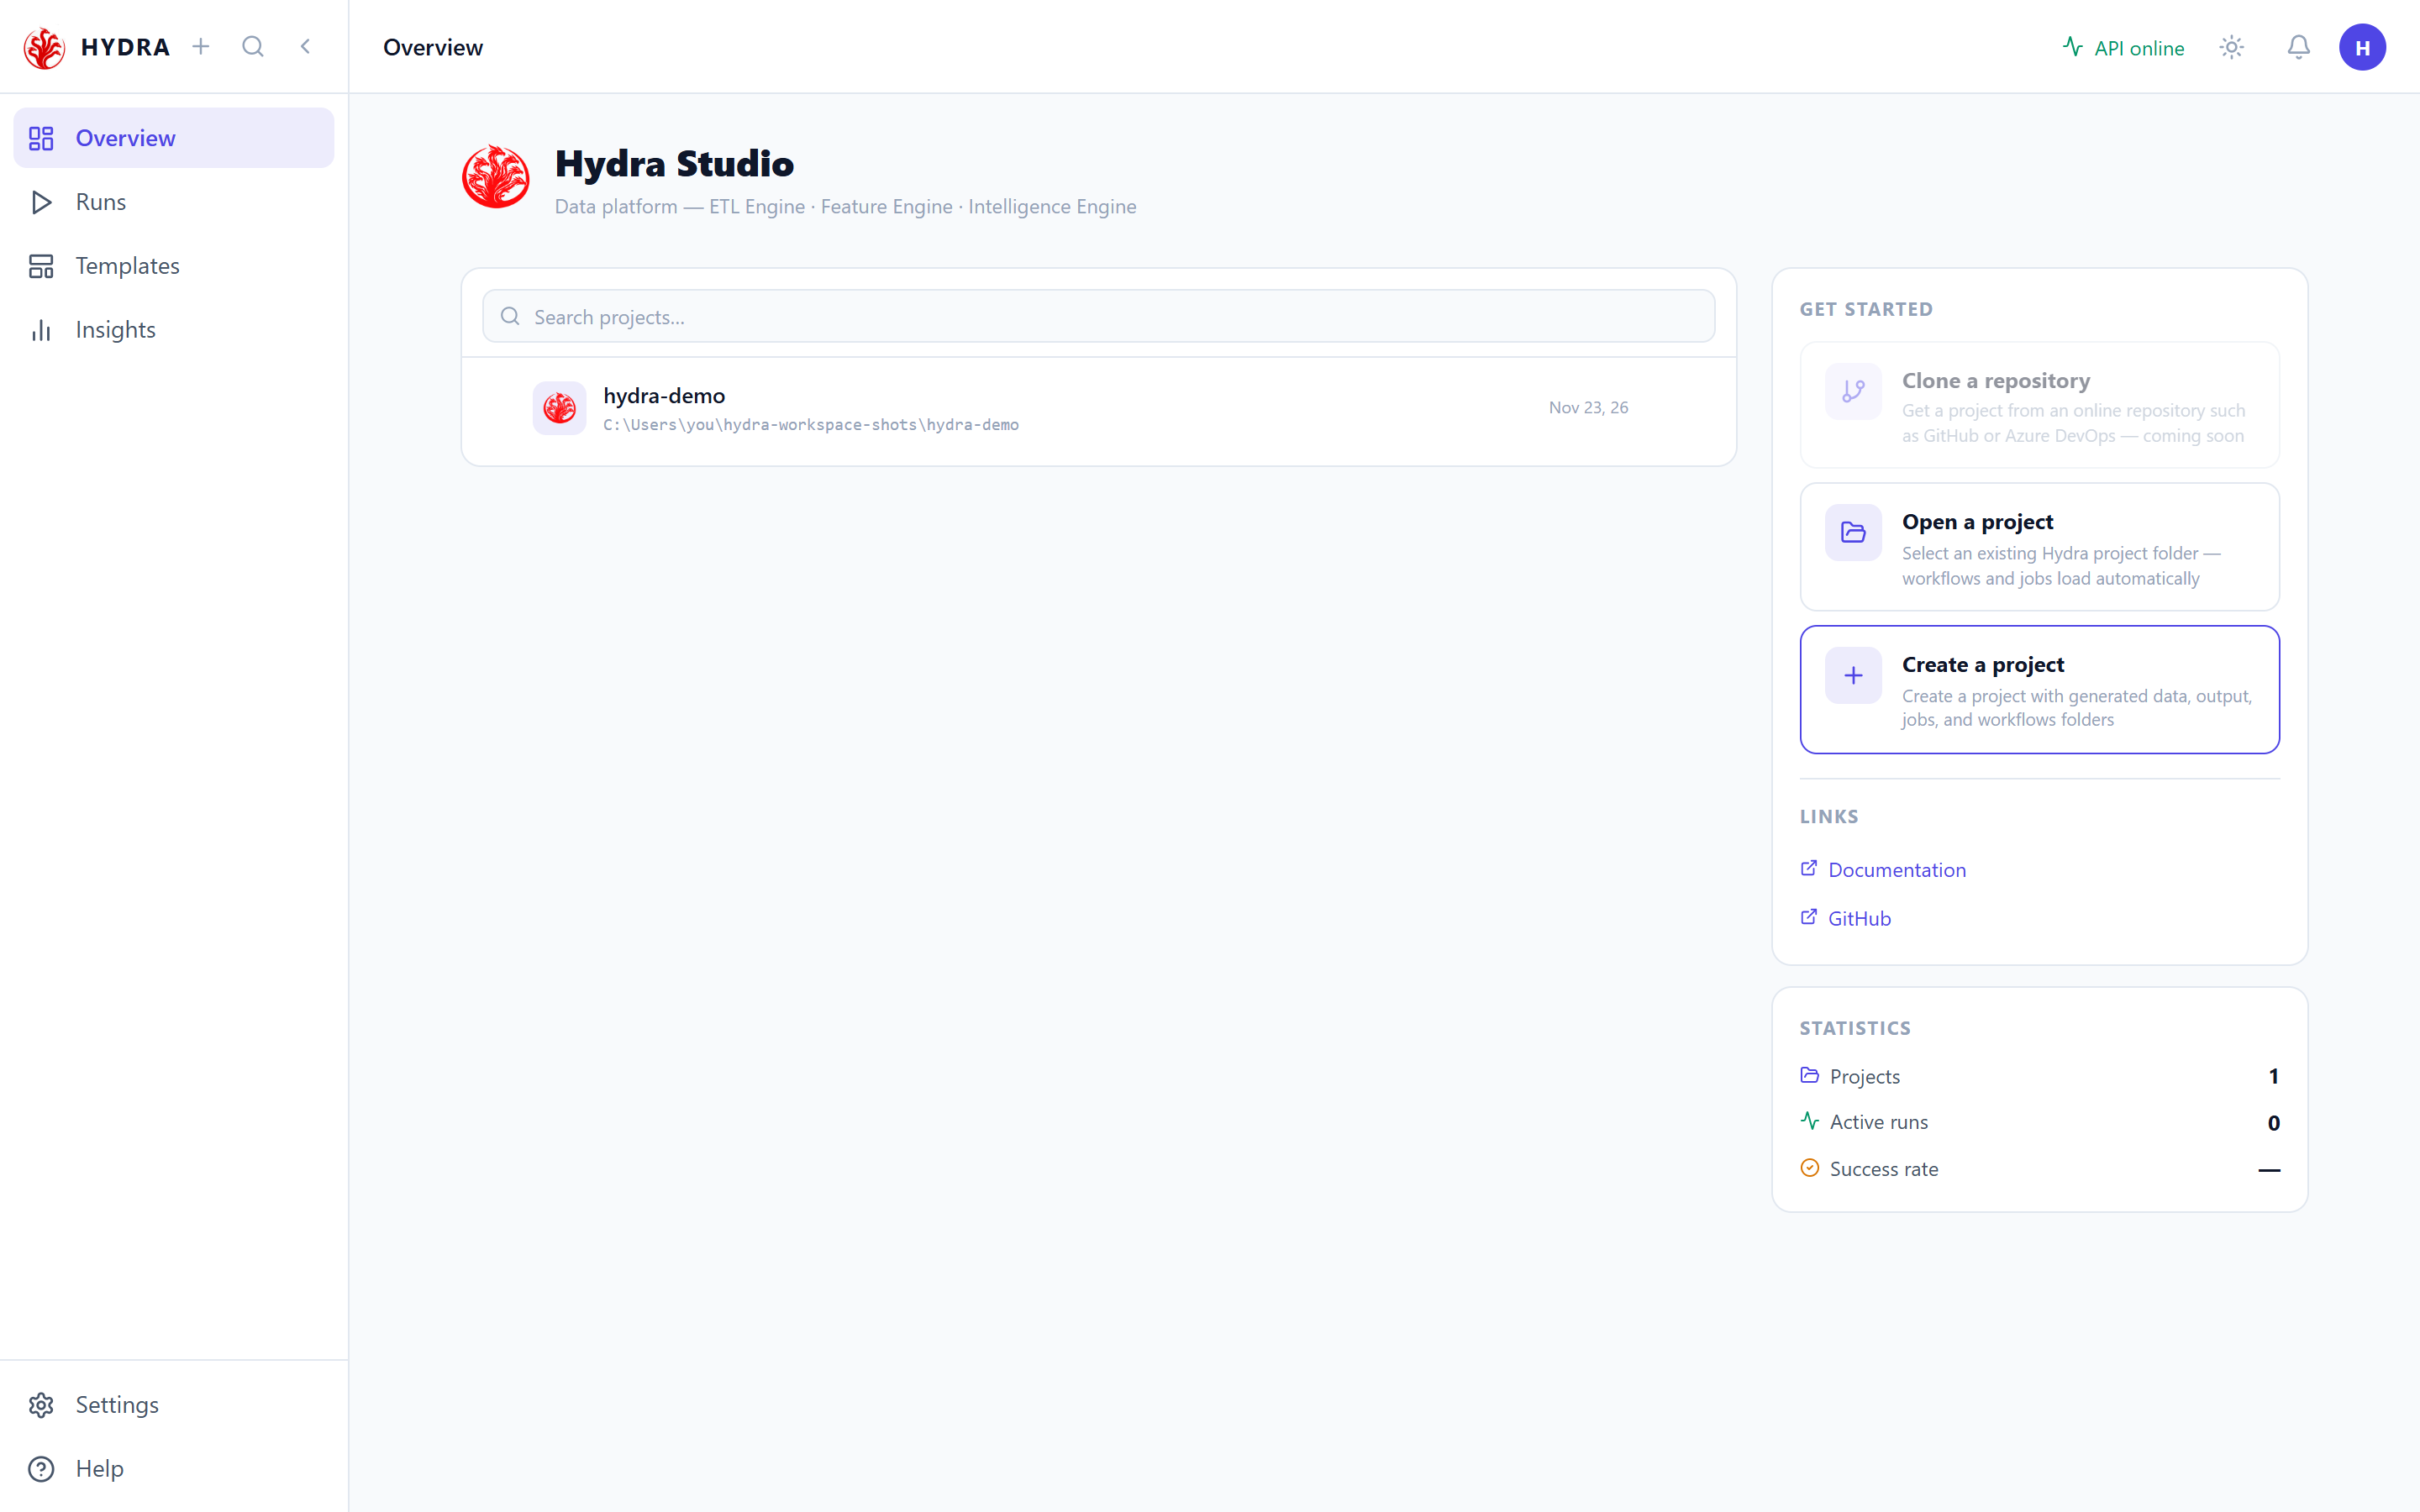 HYDRA
Overview
API online
H
Overview
Runs
Templates
Insights
Settings
Help
Hydra Studio
Data platform — ETL Engine · Feature Engine · Intelligence Engine
Search projects...
hydra-demo
C:\Users\you\hydra-workspace-shots\hydra-demo
Nov 23, 26
GET STARTED
Clone a repository
Get a project from an online repository such
as GitHub or Azure DevOps — coming soon
Open a project
Select an existing Hydra project folder —
workflows and jobs load automatically
Create a project
Create a project with generated data, output,
jobs, and workflows folders
LINKS
Documentation
GitHub
STATISTICS
Projects 1
Active runs 0
Success rate —